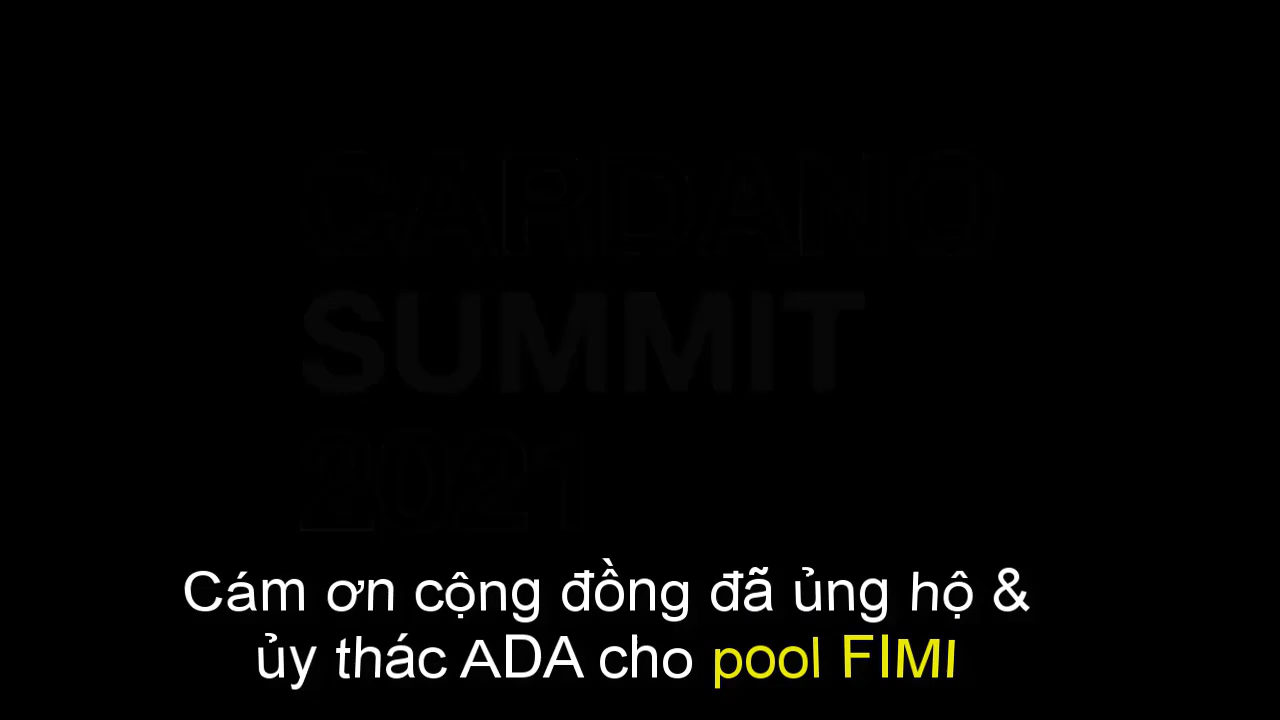 CARDANO
SUMMIT
2021
Cám ơn cộng đồng đã ủng hộ &
ủy thác ADA cho pool FIMI